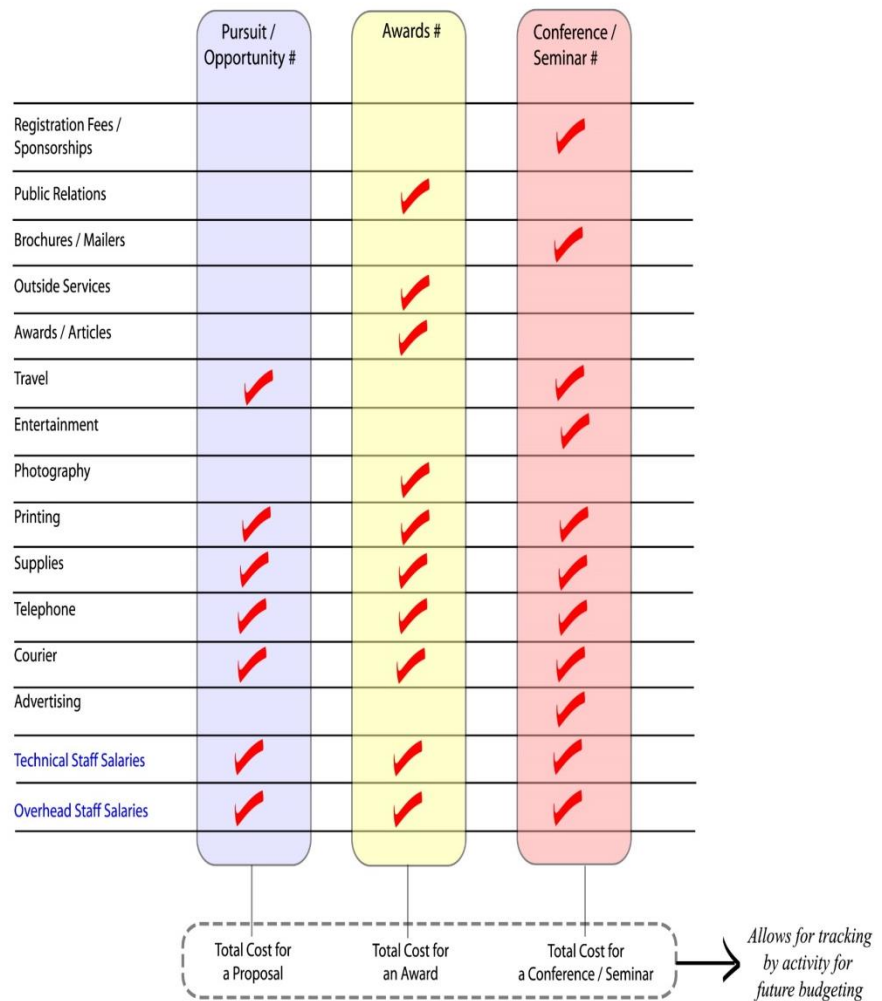 Pursuit /
Opportunity #
Awards #
Conference /
Seminar #
Registration Fees /
Sponsorships
Public Relations
Brochures / Mailers
Outside Services
Awards / Articles
Travel
Entertainment
Photography
Printing
Supplies
Telephone
Courier
Advertising
Technical Staff Salaries
Overhead Staff Salaries
Total Cost for
a Proposal
Total Cost for
an Award
Total Cost for
a Conference / Seminar
Allows for tracking
by activity for
future budgeting